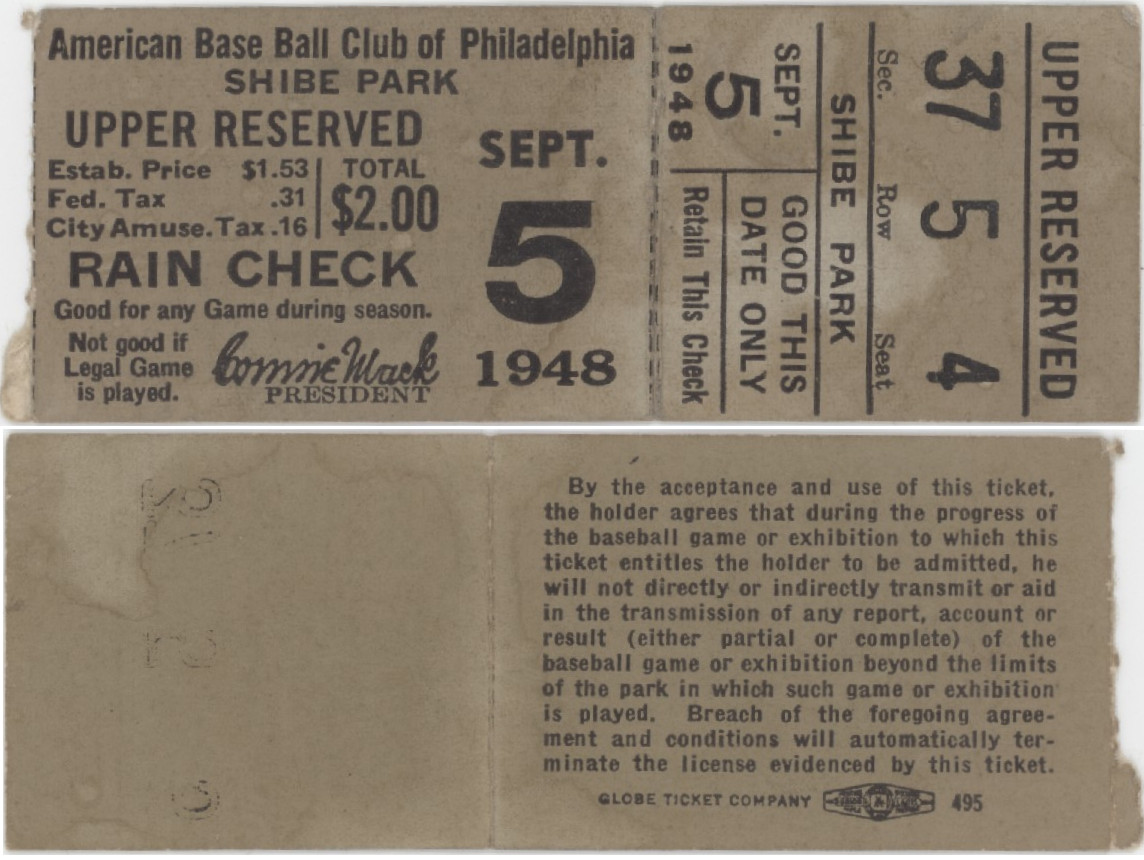 American Base Ball Club of Philadelphia
SHIBE PARK
UPPER RESERVED
Estab. Price $1.53
Fed. Tax .31
City Amuse. Tax .16
TOTAL
$2.00
RAIN CHECK
Good for any Game during season.
Not good if
Legal Game
is played.
Connie Mack
PRESIDENT
SEPT.
5
1948
UPPER RESERVED
Sec. 37 Row 5 Seat 4
SHIBE PARK
SEPT.
5
1948
GOOD THIS
DATE ONLY
Retain This Check
By the acceptance and use of this ticket,
the holder agrees that during the progress of
the baseball game or exhibition to which this
ticket entitles the holder to be admitted, he
will not directly or indirectly transmit or aid
in the transmission of any report, account or
result (either partial or complete) of the
baseball game or exhibition beyond the limits
of the park in which such game or exhibition
is played. Breach of the foregoing agree-
ment and conditions will automatically ter-
minate the license evidenced by this ticket.
GLOBE TICKET COMPANY 495